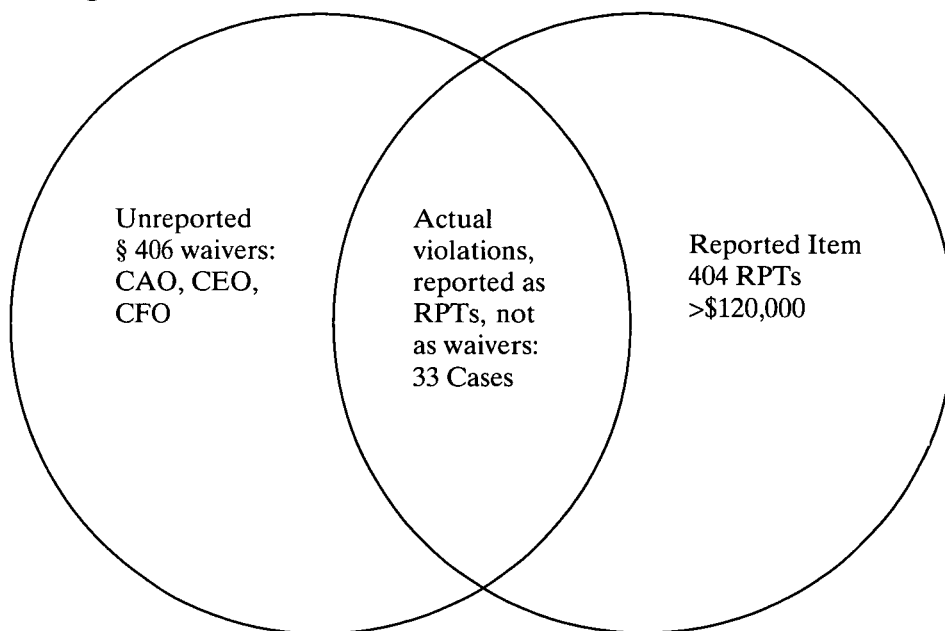 Unreported
§ 406 waivers:
CAO, CEO,
CFO
Actual
violations,
reported as
RPTs, not
as waivers:
33 Cases
Reported Item
404 RPTs
>$120,000